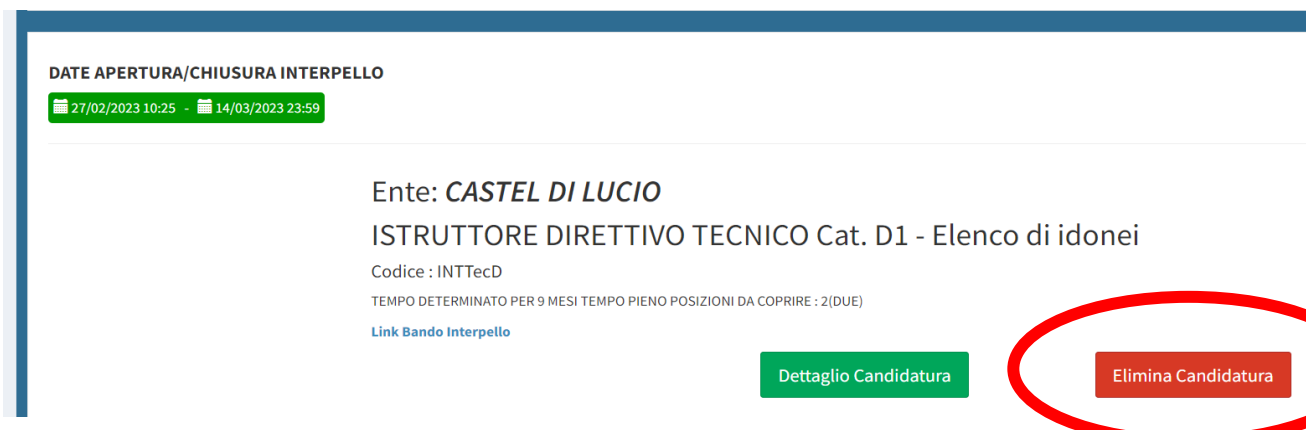 DATE APERTURA/CHIUSURA INTERPELLO
27/02/2023 10:25 - 14/03/2023 23:59
Ente: CASTEL DI LUCIO
ISTRUTTORE DIRETTIVO TECNICO Cat. D1 - Elenco di idonei
Codice : INTTecD
TEMPO DETERMINATO PER 9 MESI TEMPO PIENO POSIZIONI DA COPRIRE : 2(DUE)
Link Bando Interpello
Dettaglio Candidatura Elimina Candidatura